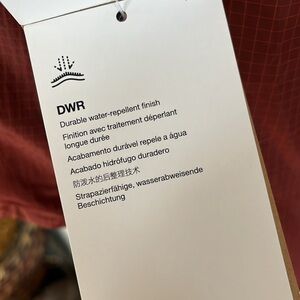 DWR
Durable water-repellent finish
Finition avec traitement déperlant
longue durée
Acabamento durável repele a água
Acabado hidrófugo duradero
防泼水的后整理技术
Strapazierfähige, wasserabweisende
Beschichtung